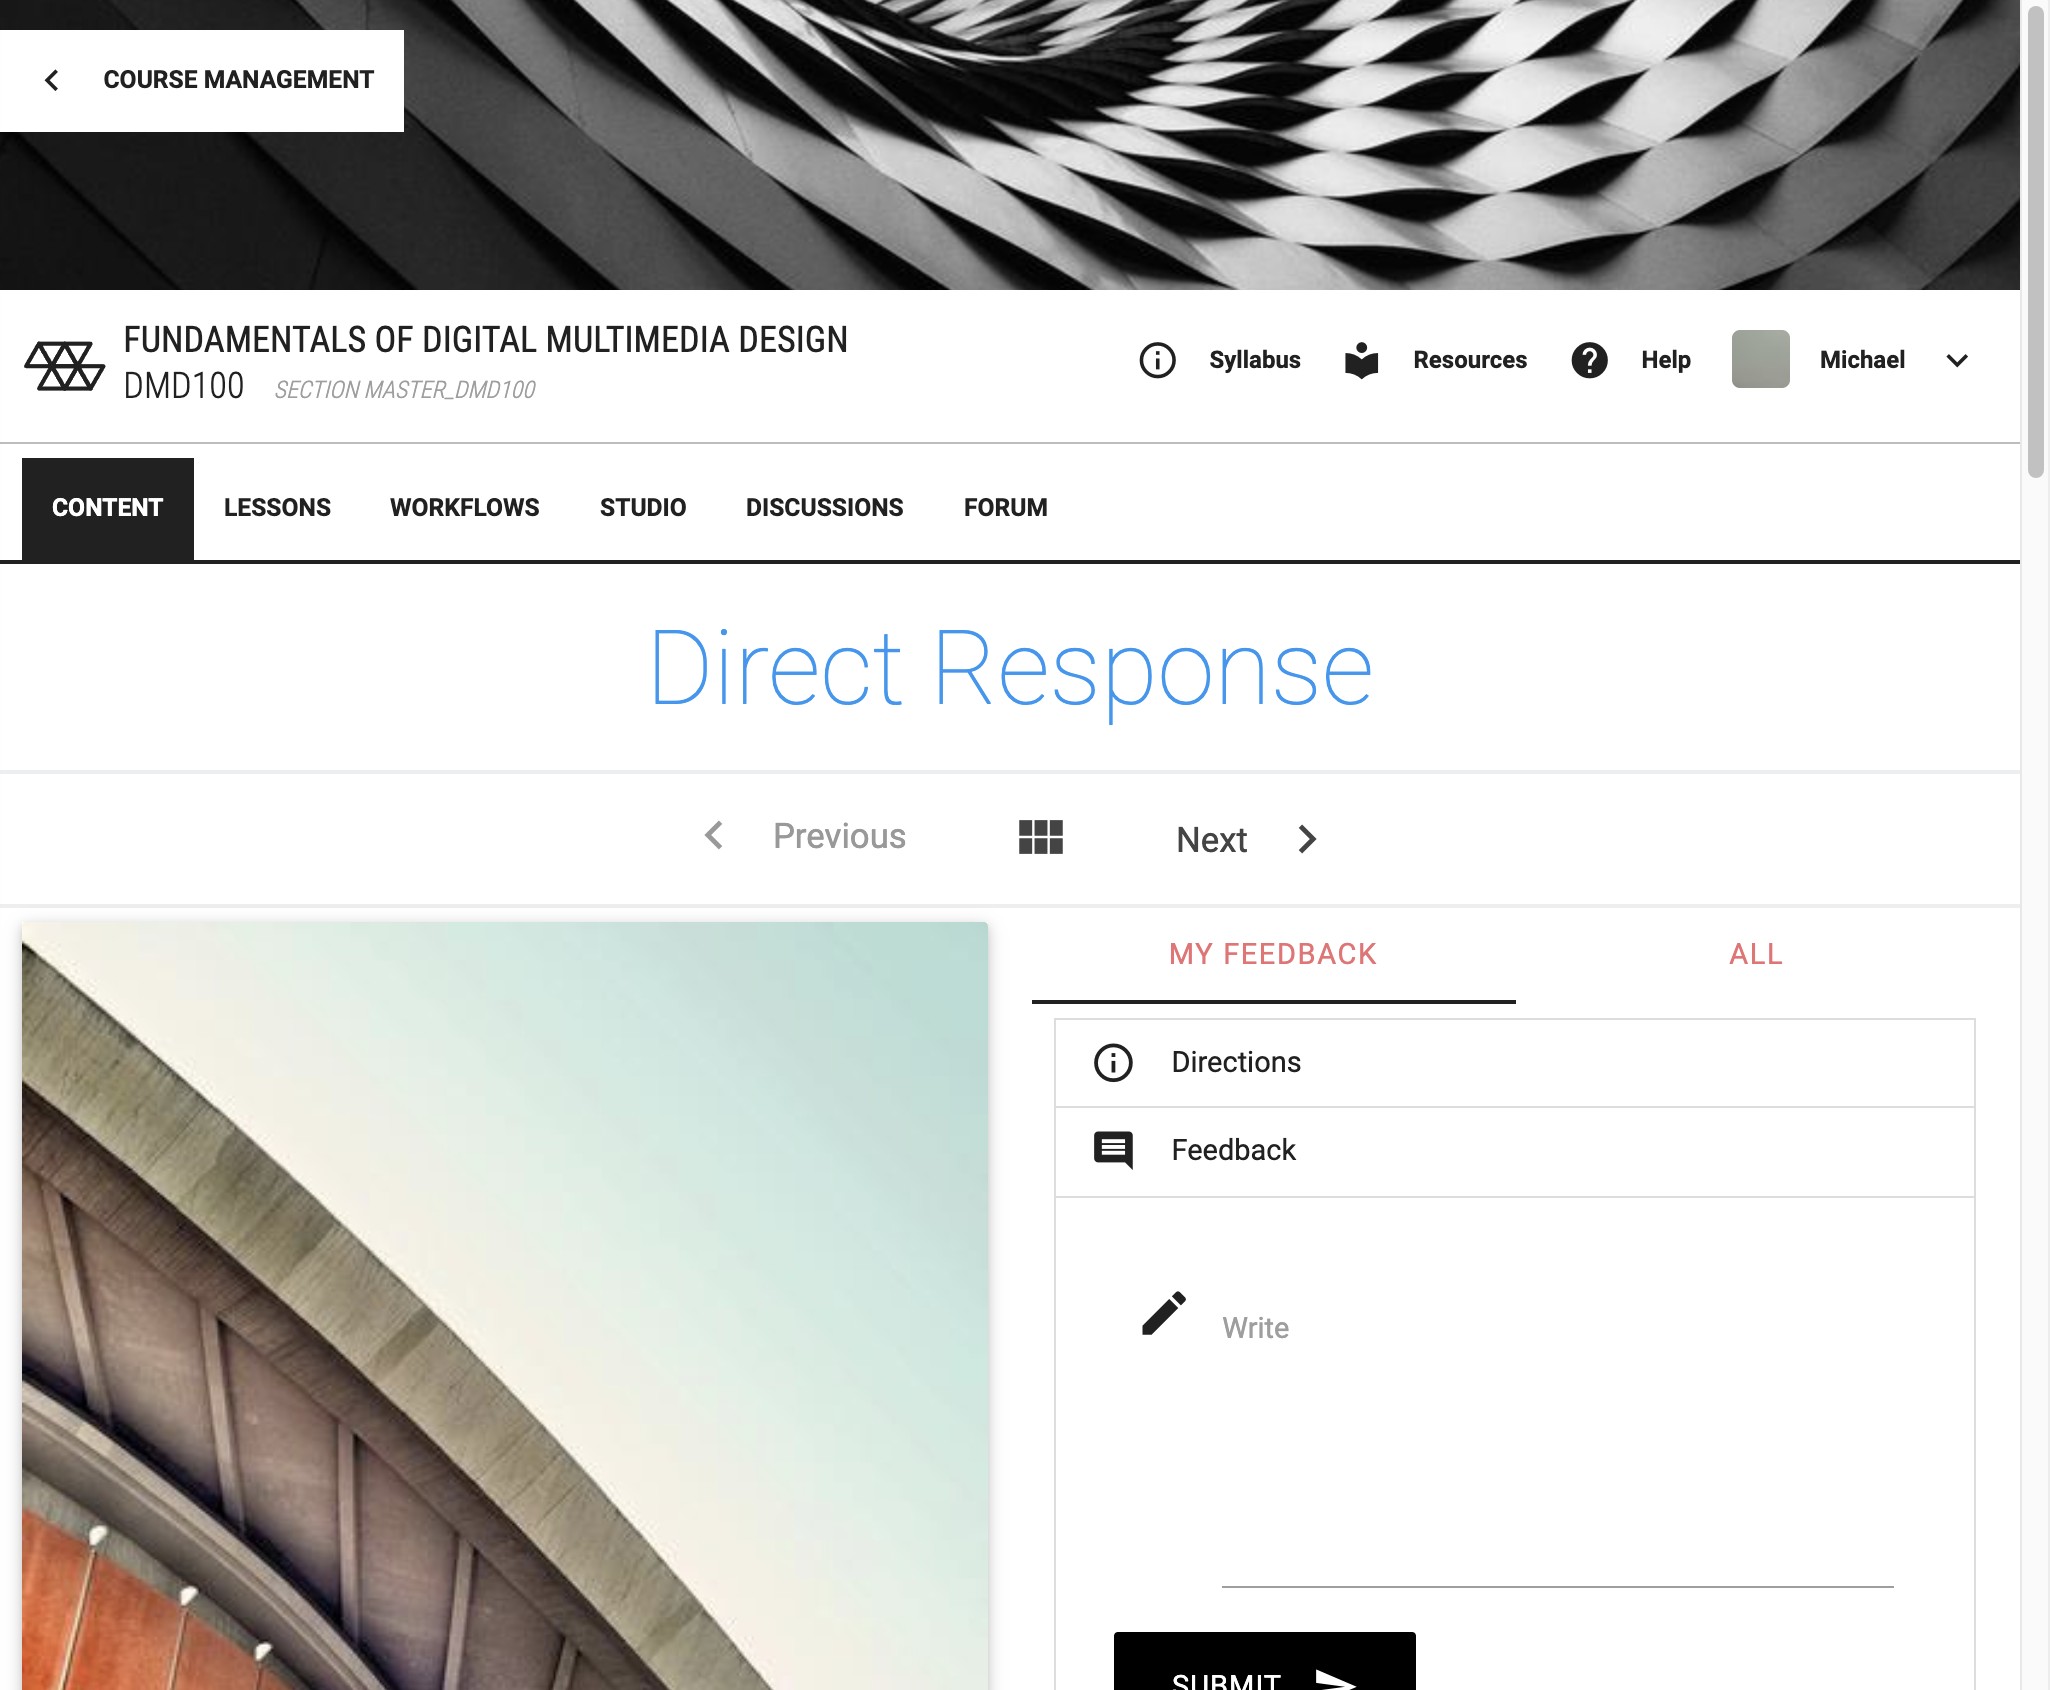 COURSE MANAGEMENT
FUNDAMENTALS OF DIGITAL MULTIMEDIA DESIGN
DMD100 SECTION MASTER_DMD100
Syllabus Resources Help Michael
CONTENT LESSONS WORKFLOWS STUDIO DISCUSSIONS FORUM
Direct Response
Previous Next
MY FEEDBACK ALL
Directions
Feedback
Write
SUBMIT